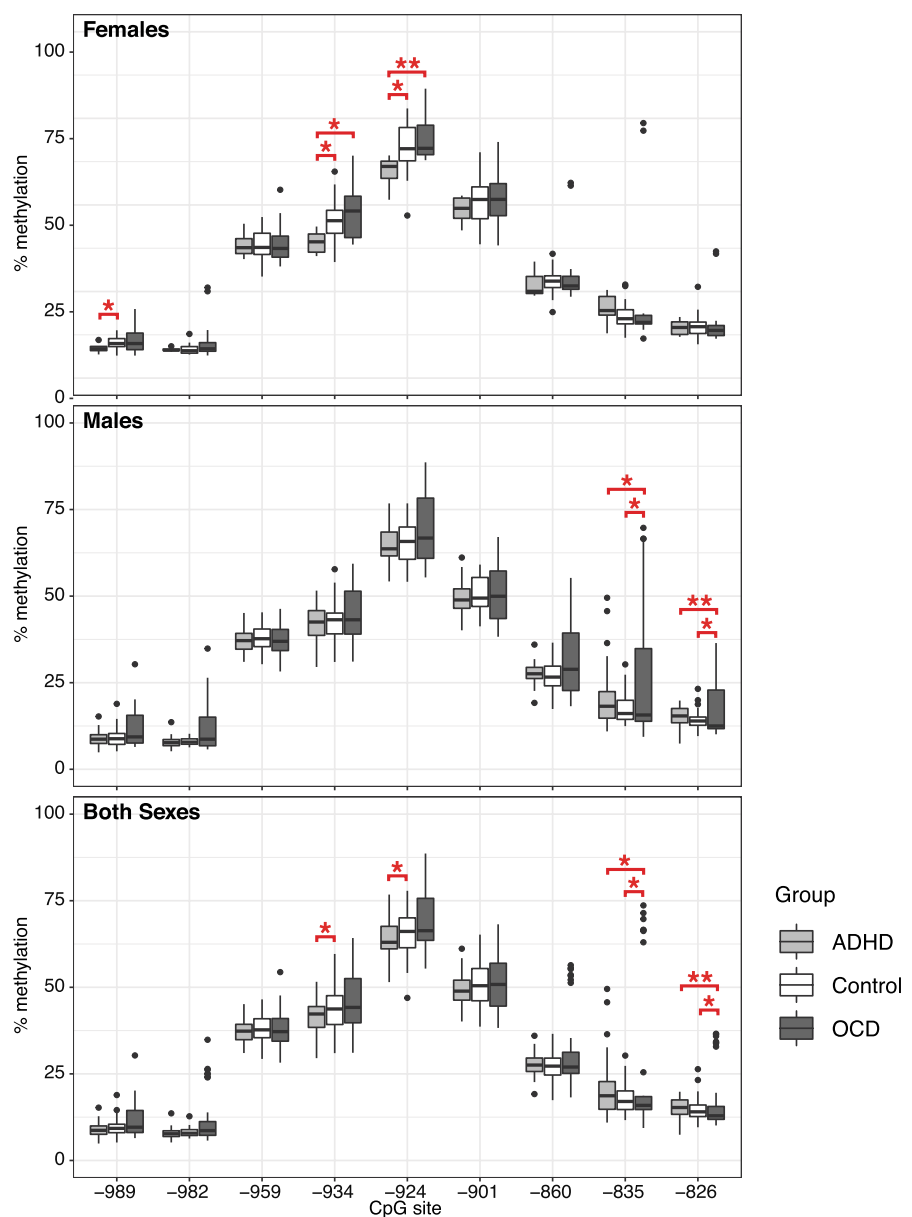 Females
100
75
50
25
0
% methylation
*
* *
** *
Males
100
75
50
25
0
% methylation
* *
** *
Both Sexes
100
75
50
25
0
% methylation
*
*
* *
** *
−989 −982 −959 −934 −924 −901 −860 −835 −826
CpG site
Group
ADHD
Control
OCD